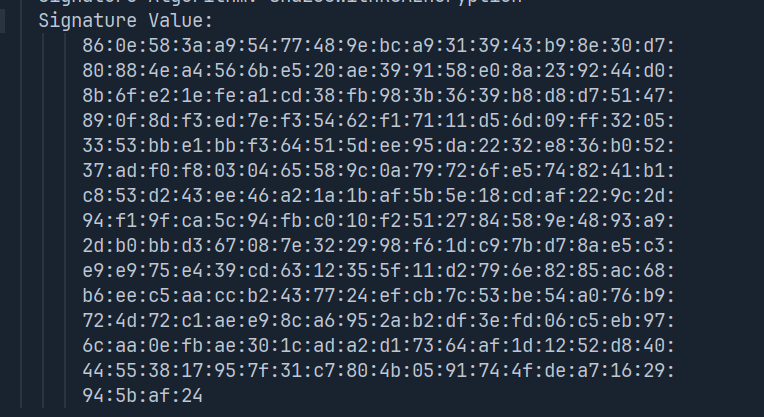 Signature Value:
86:0e:58:3a:a9:54:77:48:9e:bc:a9:31:39:43:b9:8e:30:d7:
80:88:4e:a4:56:6b:e5:20:ae:39:91:58:e0:8a:23:92:44:d0:
8b:6f:e2:1e:fe:a1:cd:38:fb:98:3b:36:39:b8:d8:d7:51:47:
89:0f:8d:f3:ed:7e:f3:54:62:f1:71:11:d5:6d:09:ff:32:05:
33:53:bb:e1:bb:f3:64:51:5d:ee:95:da:22:32:e8:36:b0:52:
37:ad:f0:f8:03:04:65:58:9c:0a:79:72:6f:e5:74:82:41:b1:
c8:53:d2:43:ee:46:a2:1a:1b:af:5b:5e:18:cd:af:22:9c:2d:
94:f1:9f:ca:5c:94:fb:c0:10:f2:51:27:84:58:9e:48:93:a9:
2d:b0:bb:d3:67:08:7e:32:29:98:f6:1d:c9:7b:d7:8a:e5:c3:
e9:e9:75:e4:39:cd:63:12:35:5f:11:d2:79:6e:82:85:ac:68:
b6:ee:c5:aa:cc:b2:43:77:24:ef:cb:7c:53:be:54:a0:76:b9:
72:4d:72:c1:ae:e9:8c:a6:95:2a:b2:df:3e:fd:06:c5:eb:97:
6c:aa:0e:fb:ae:30:1c:ad:a2:d1:73:64:af:1d:12:52:d8:40:
44:55:38:17:95:7f:31:c7:80:4b:05:91:74:4f:de:a7:16:29:
94:5b:af:24